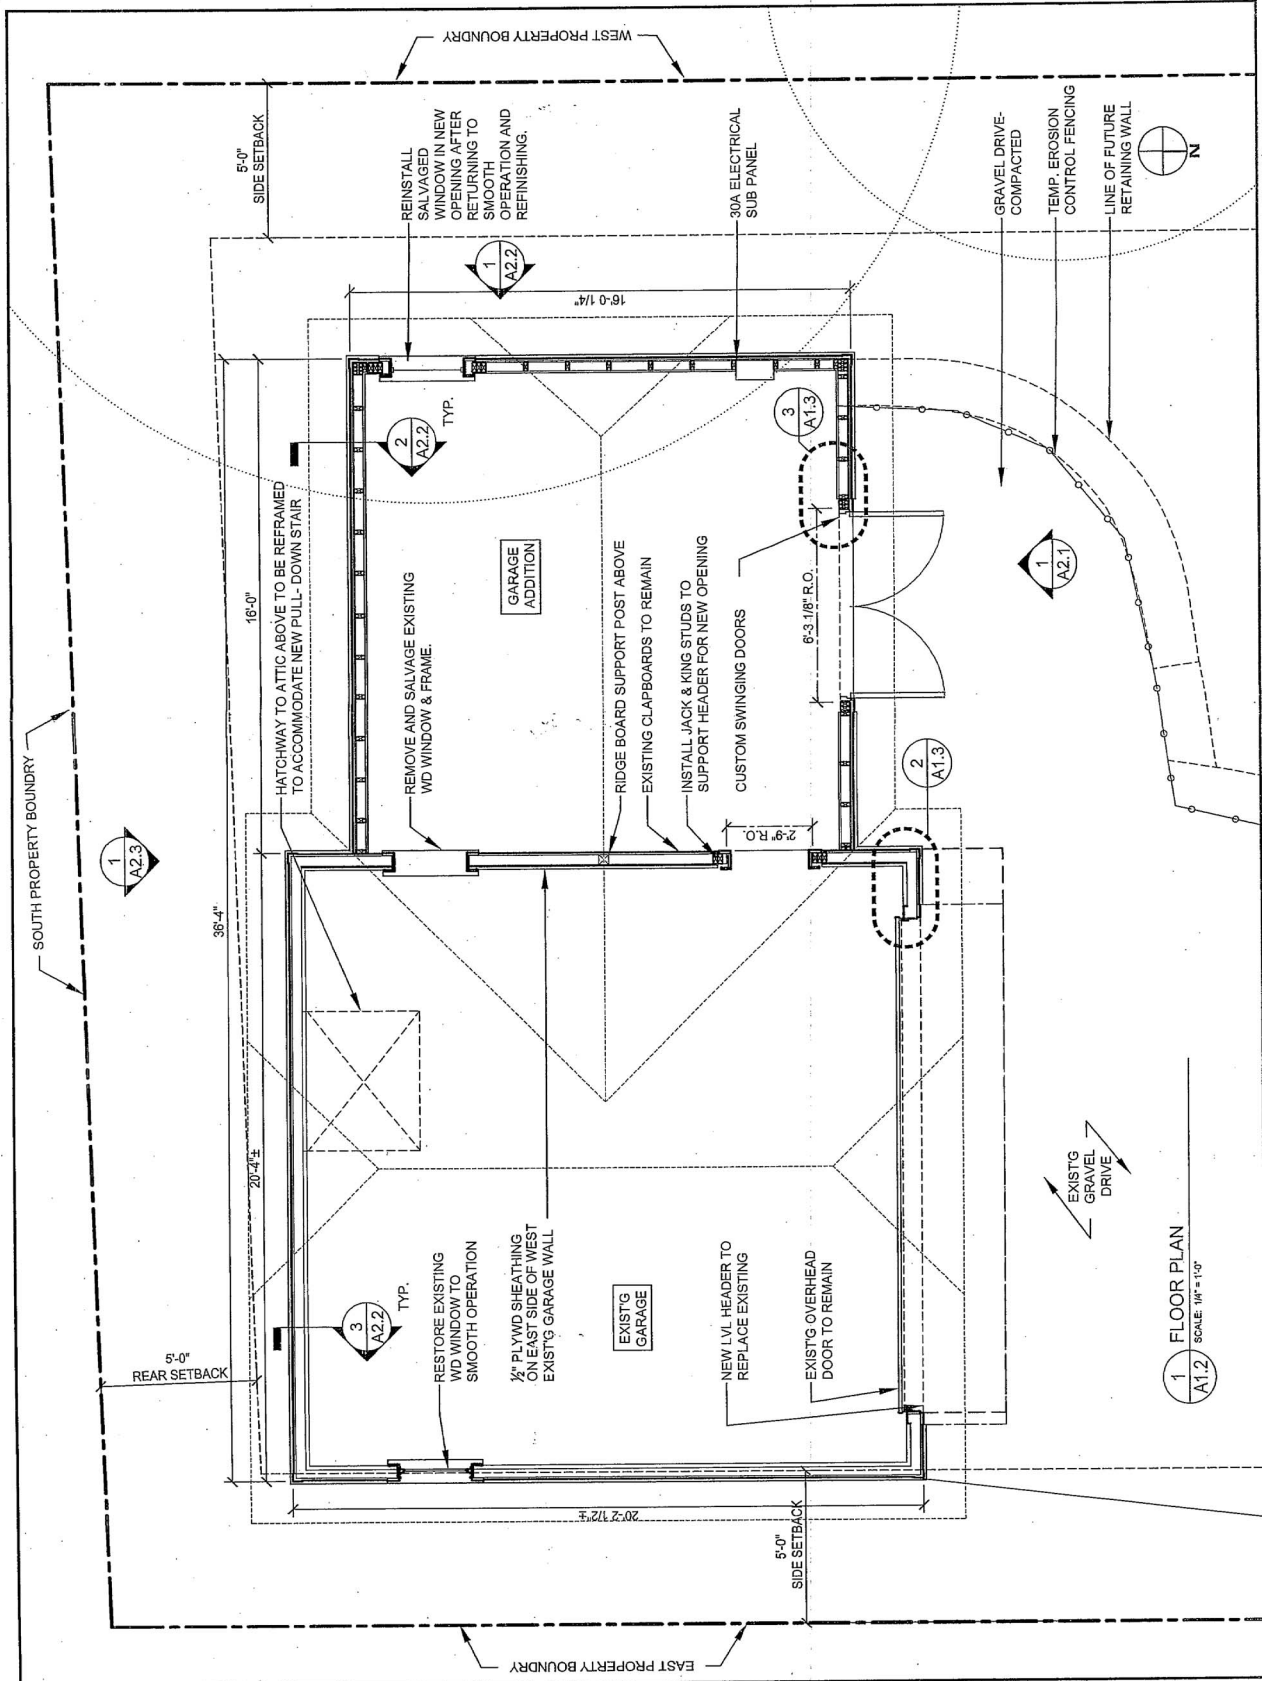 WEST PROPERTY BOUNDRY
5'-0"
SIDE SETBACK
REINSTALL
SALVAGED
WINDOW IN NEW
OPENING AFTER
RETURNING TO
SMOOTH
OPERATION AND
REFINISHING.
1
A2.2
30A ELECTRICAL
SUB PANEL
GRAVEL DRIVE-
COMPACTED
TEMP. EROSION
CONTROL FENCING
LINE OF FUTURE
RETAINING WALL
N
16'-0 1/4"
SOUTH PROPERTY BOUNDRY
1
A2.3
36'-4"
16'-0"
20'-4"±
HATCHWAY TO ATTIC ABOVE TO BE REFRAMED
TO ACCOMMODATE NEW PULL- DOWN STAIR
2
A2.2
TYP.
REMOVE AND SALVAGE EXISTING
WD WINDOW & FRAME.
GARAGE
ADDITION
RIDGE BOARD SUPPORT POST ABOVE
EXISTING CLAPBOARDS TO REMAIN
INSTALL JACK & KING STUDS TO
SUPPORT HEADER FOR NEW OPENING
CUSTOM SWINGING DOORS
3
A1.3
6'-3.1/8" R.O.
2'-9" R.O.
2
A1.3
1
A2.1
5'-0"
REAR SETBACK
3
A2.2
TYP.
RESTORE EXISTING
WD WINDOW TO
SMOOTH OPERATION
½" PLYWD SHEATHING
ON EAST SIDE OF WEST
EXIST'G GARAGE WALL
EXIST'G
GARAGE
NEW LVL HEADER TO
REPLACE EXISTING
EXIST'G OVERHEAD
DOOR TO REMAIN
EXIST'G
GRAVEL
DRIVE
20'-2 1/2"±
5'-0"
SIDE SETBACK
EAST PROPERTY BOUNDRY
1
A1.2
FLOOR PLAN
SCALE: 1/4" = 1'-0"